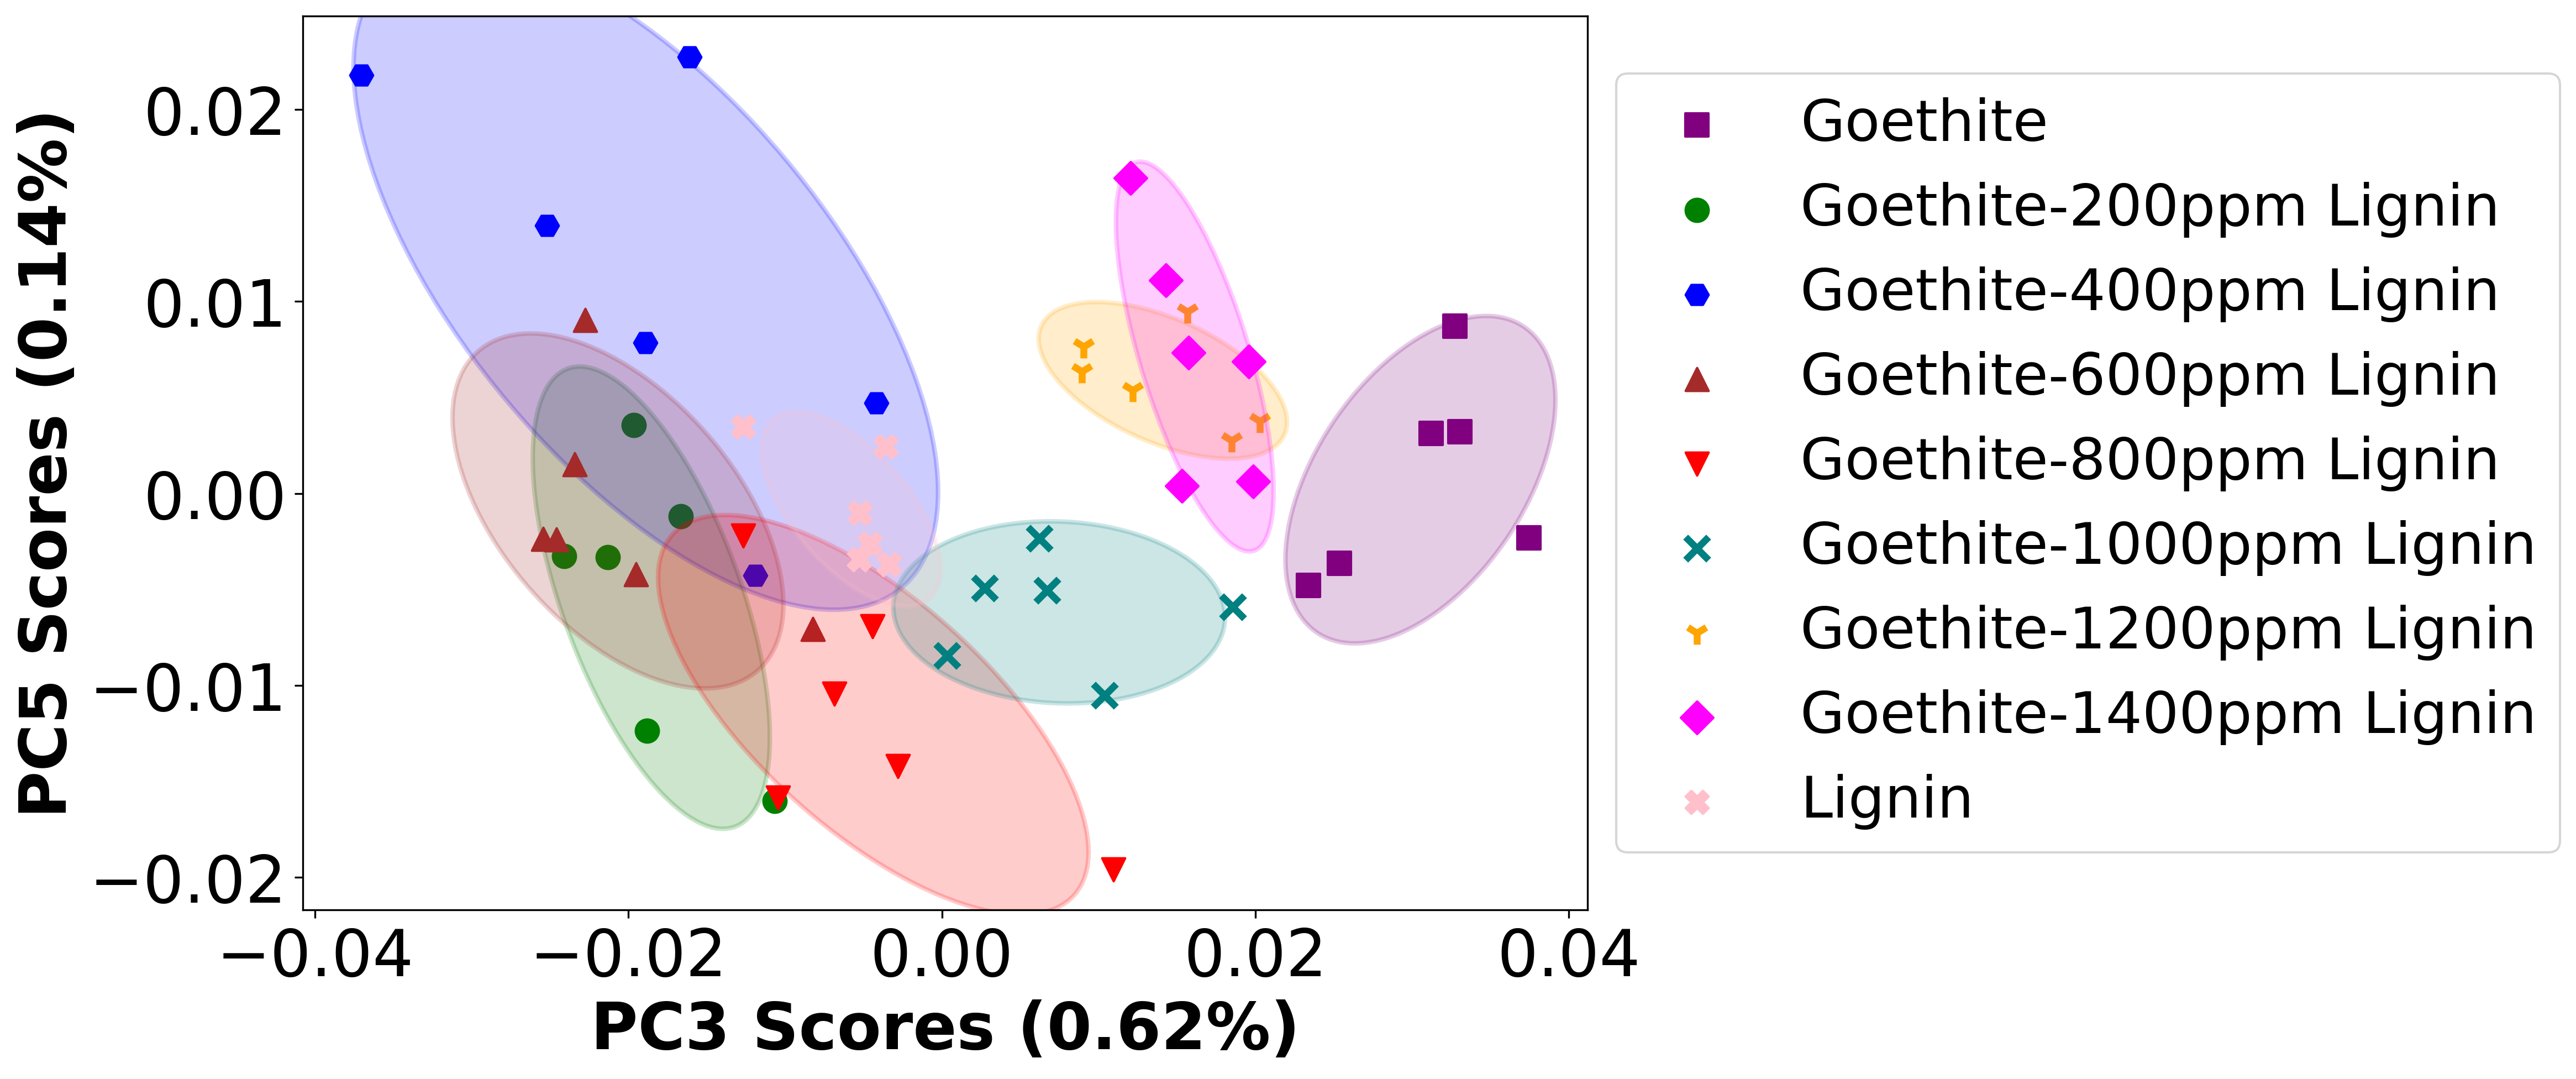 0.02
0.01
0.00
−0.01
−0.02
PC5 Scores (0.14%)
−0.04
−0.02
0.00
0.02
0.04
PC3 Scores (0.62%)
Goethite
Goethite-200ppm Lignin
Goethite-400ppm Lignin
Goethite-600ppm Lignin
Goethite-800ppm Lignin
Goethite-1000ppm Lignin
Goethite-1200ppm Lignin
Goethite-1400ppm Lignin
Lignin